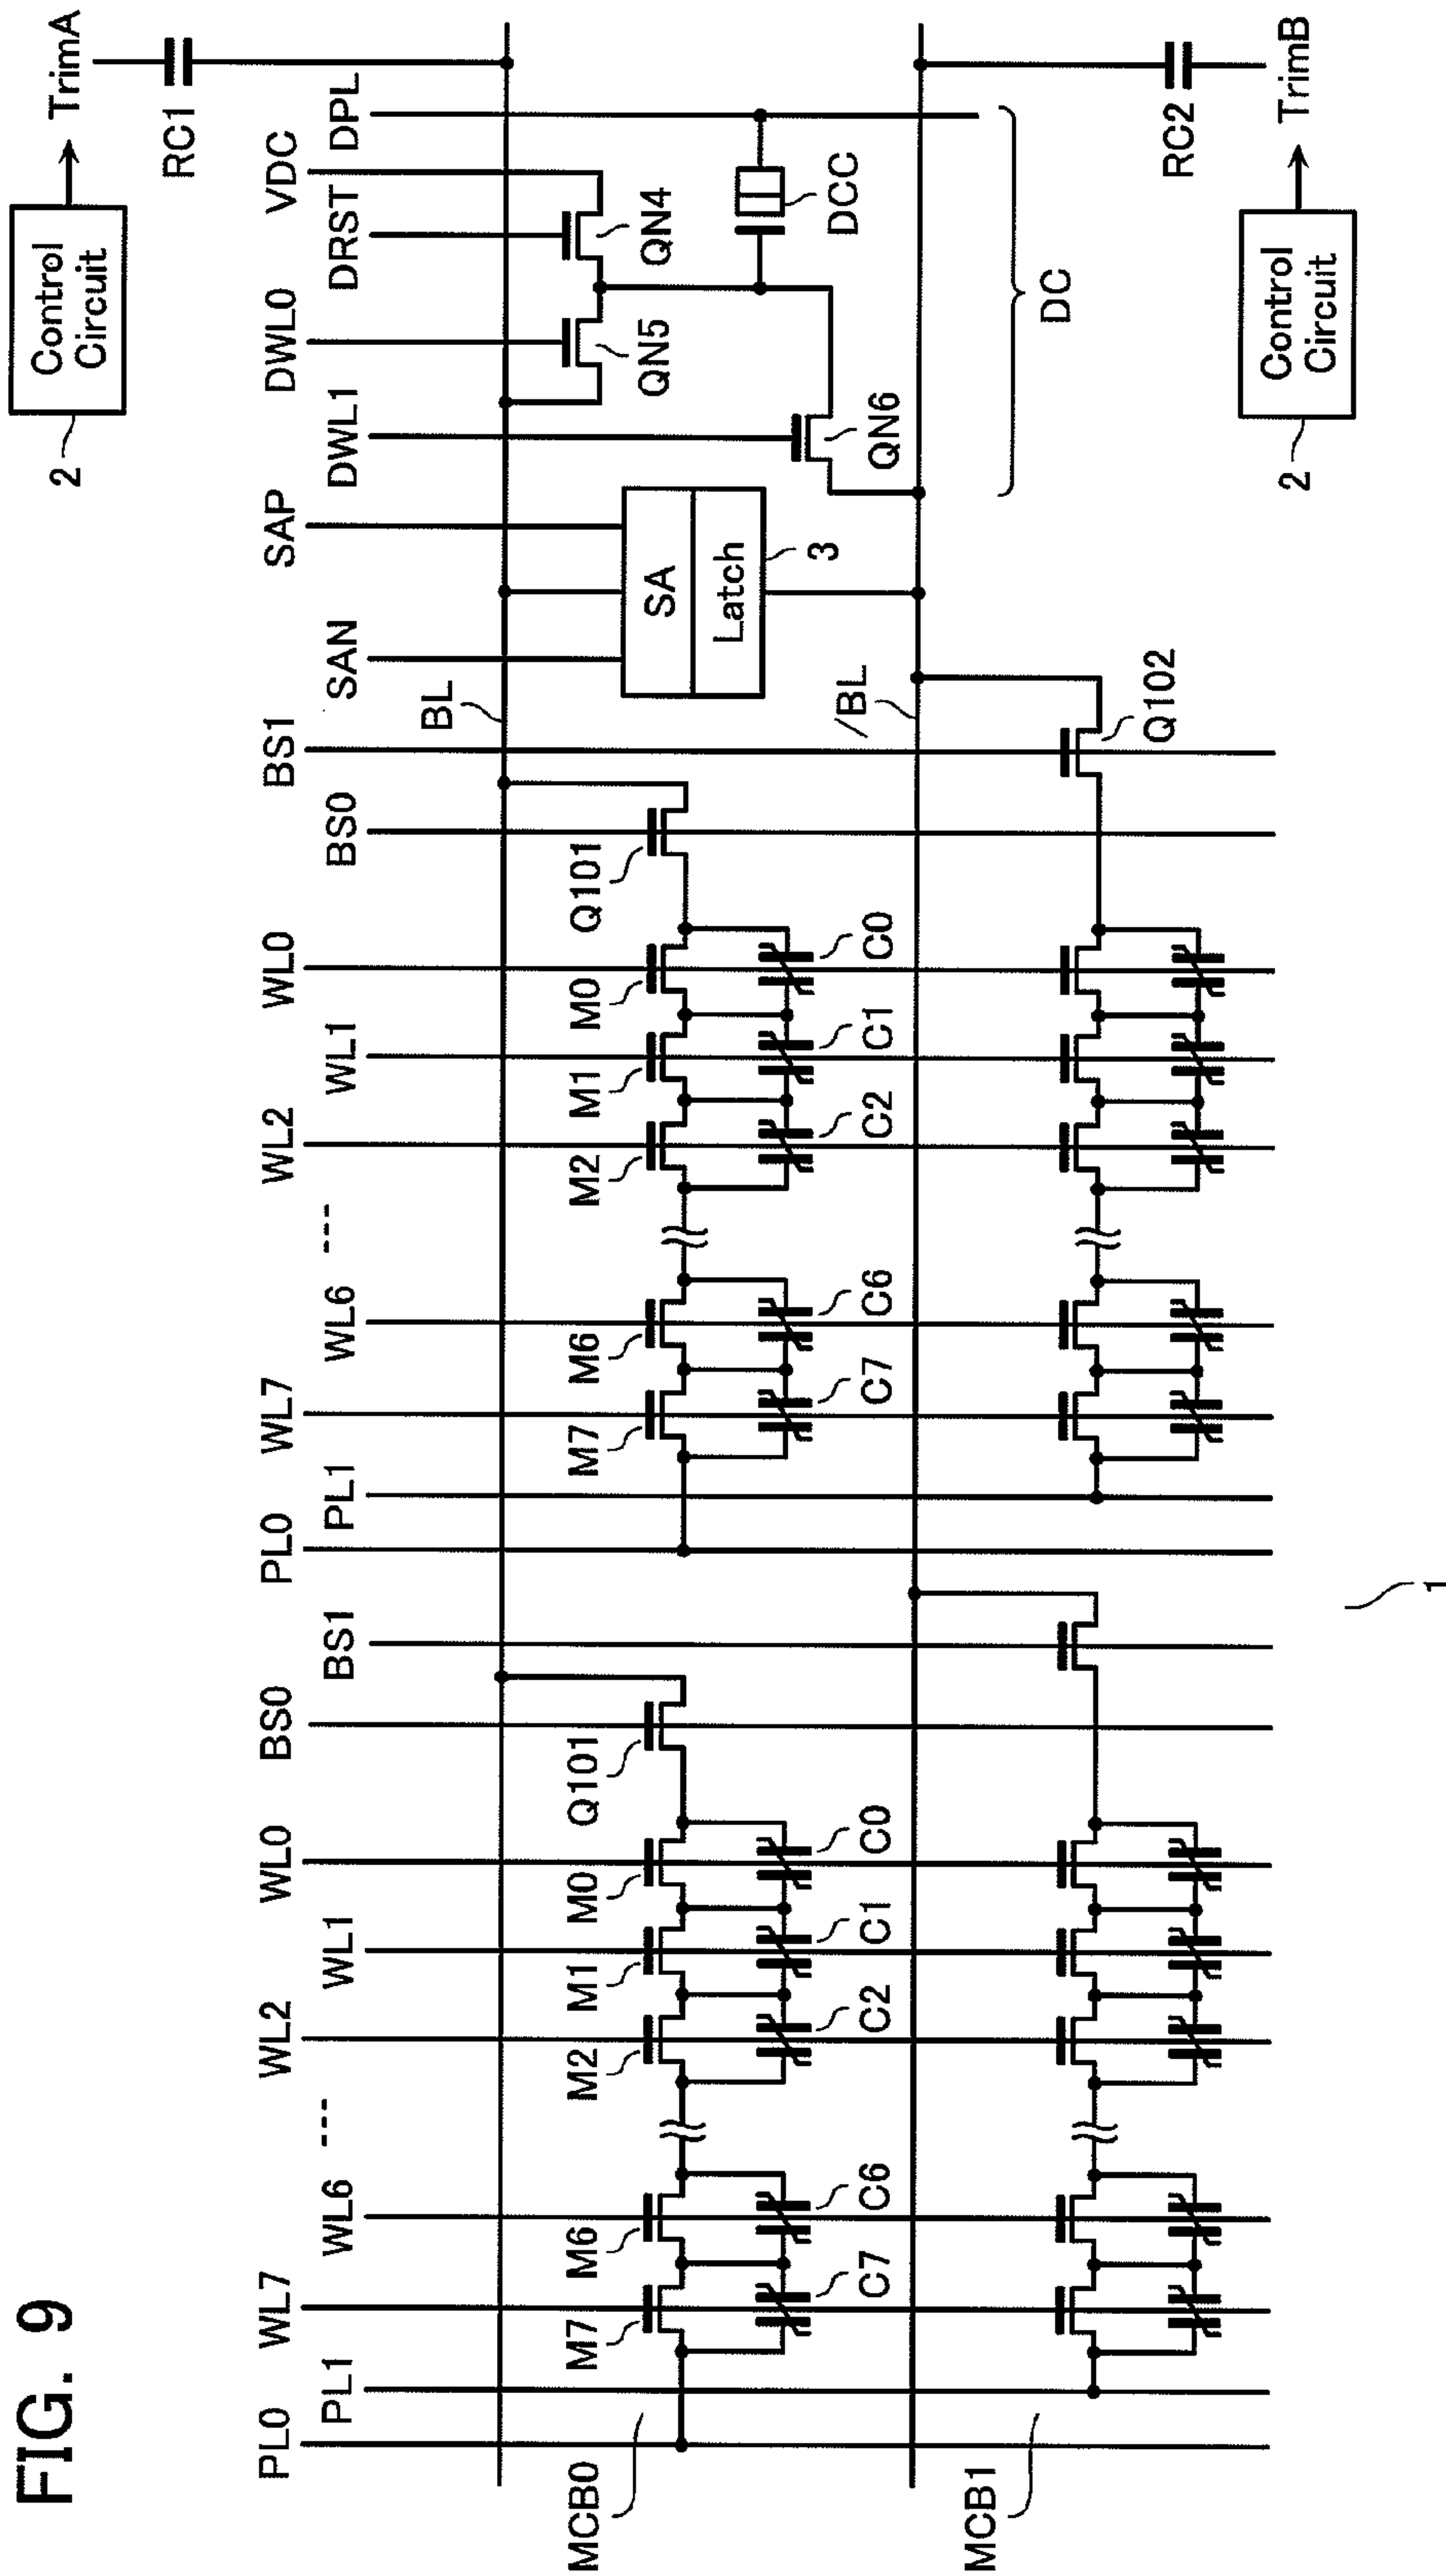 FIG. 9
2
Control
Circuit
TrimA
RC1
PL0
PL1
WL7
WL6
---
WL2
WL1
WL0
BS0
BS1
PL0
PL1
WL7
WL6
---
WL2
WL1
WL0
BS0
BS1
SAN
SAP
DWL1
DWL0
DRST
VDC
DPL
BL
MCB0
M7
M6
M2
M1
M0
Q101
M7
M6
M2
M1
M0
Q101
C7
C6
C2
C1
C0
C7
C6
C2
C1
C0
SA
Latch
3
QN5
QN4
QN6
DCC
/BL
MCB1
Q102
DC
RC2
2
Control
Circuit
TrimB
1